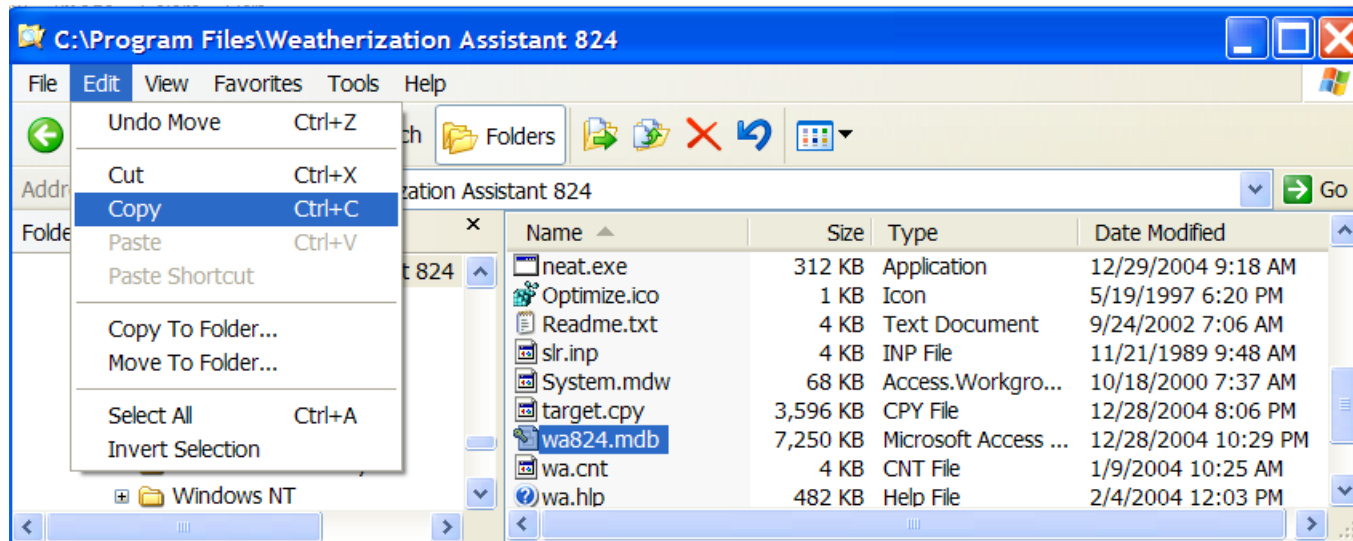 C:\Program Files\Weatherization Assistant 824
File Edit View Favorites Tools Help
Undo Move Ctrl+Z
ch Folders
Cut Ctrl+X
Addr zation Assistant 824 Go
Copy Ctrl+C
Folde x Name Size Type Date Modified
Paste Ctrl+V
t 824 neat.exe 312 KB Application 12/29/2004 9:18 AM
Paste Shortcut
Optimize.ico 1 KB Icon 5/19/1997 6:20 PM
Copy To Folder... Readme.txt 4 KB Text Document 9/24/2002 7:06 AM
slr.inp 4 KB INP File 11/21/1989 9:48 AM
Move To Folder...
System.mdw 68 KB Access.Workgro... 10/18/2000 7:37 AM
Select All Ctrl+A target.cpy 3,596 KB CPY File 12/28/2004 8:06 PM
wa824.mdb 7,250 KB Microsoft Access ... 12/28/2004 10:29 PM
Invert Selection
wa.cnt 4 KB CNT File 1/9/2004 10:25 AM
Windows NT wa.hlp 482 KB Help File 2/4/2004 12:03 PM